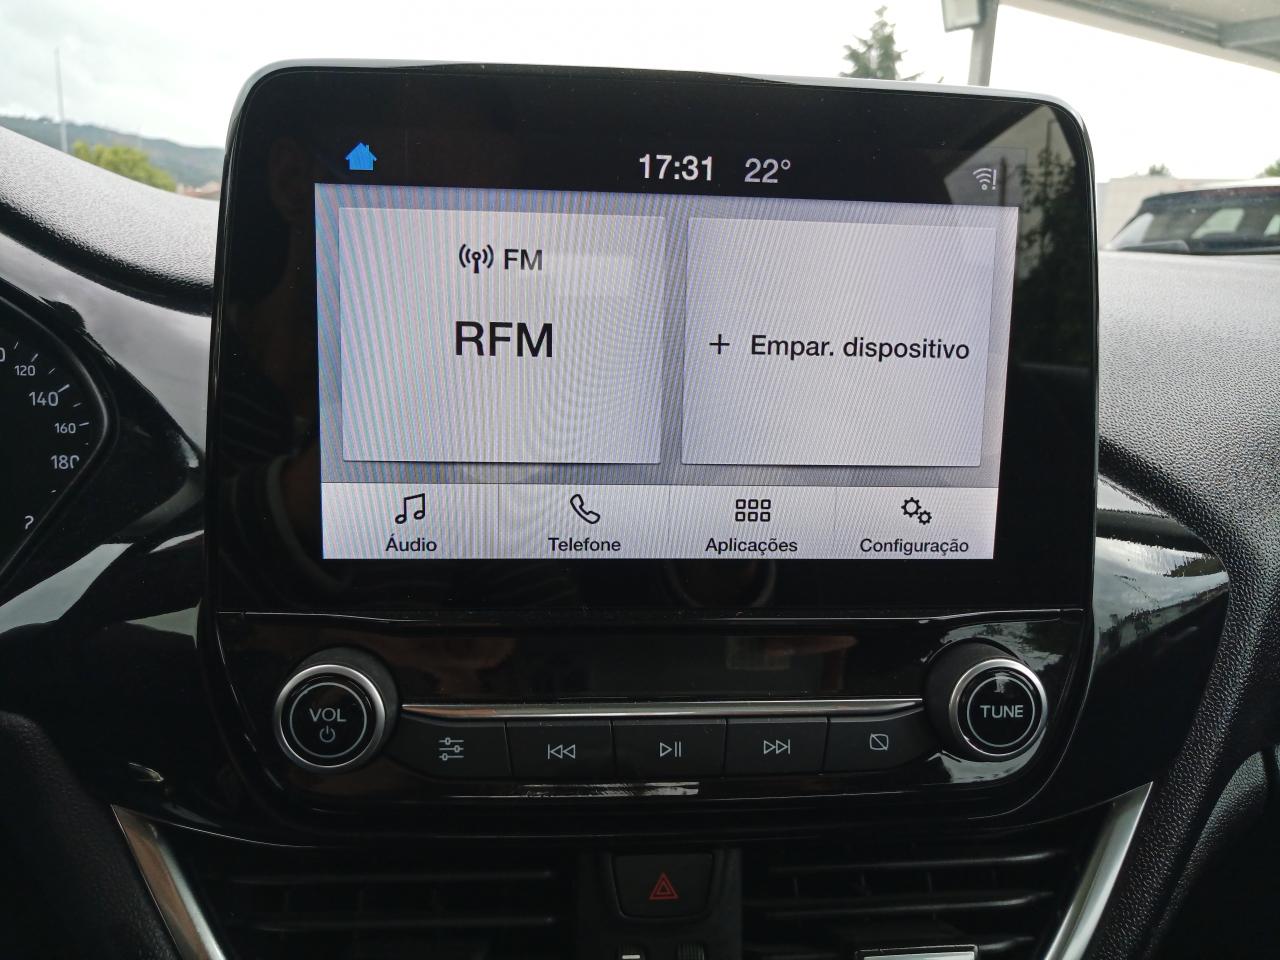 17:31 22°
FM
RFM
+ Empar. dispositivo
Áudio Telefone Aplicações Configuração
120
140
160
180
VOL
TUNE